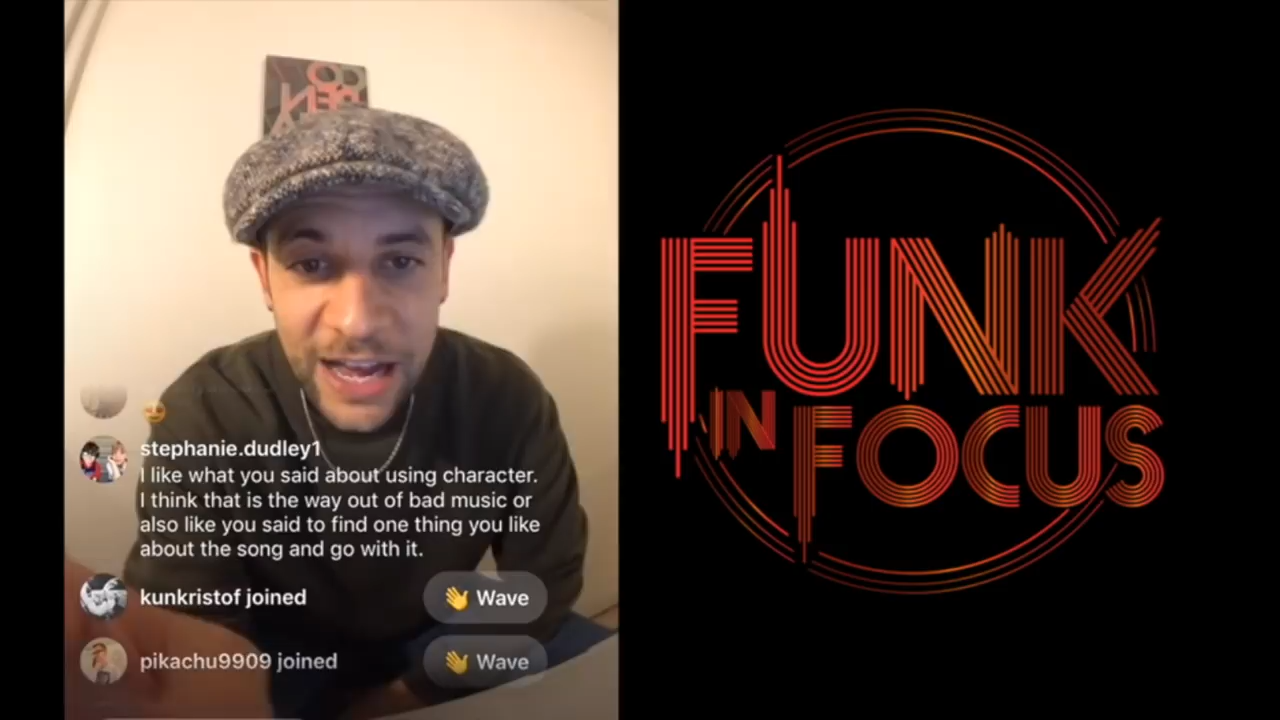 stephanie.dudley1
I like what you said about using character.
I think that is the way out of bad music or
also like you said to find one thing you like
about the song and go with it.
kunkristof joined
Wave
pikachu9909 joined
Wave
FUNK
IN FOCUS